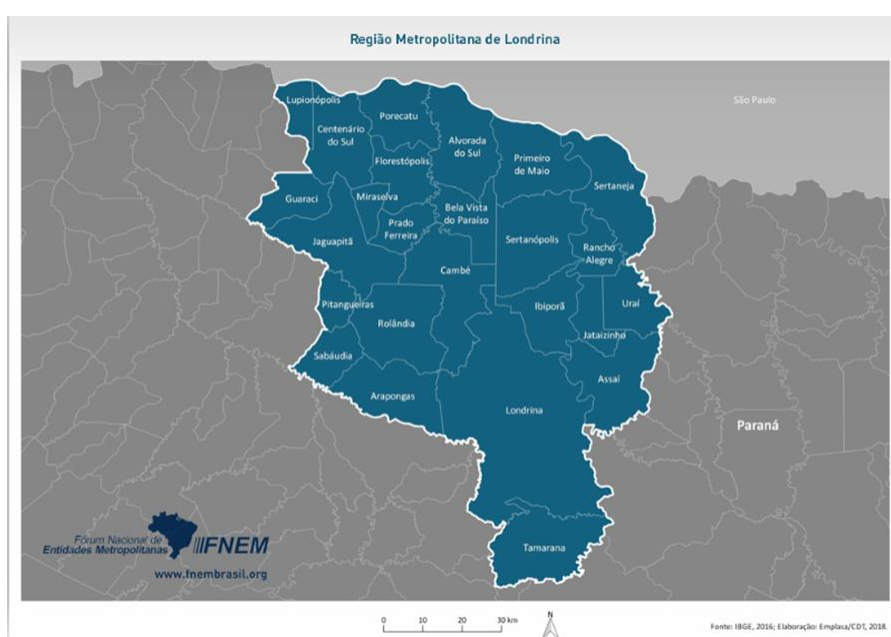 Região Metropolitana de Londrina
São Paulo
Lupionópolis
Centenário
do Sul
Porecatu
Alvorada
do Sul
Florestópolis
Primeiro
de Maio
Sertaneja
Guaraci
Miraselva
Bela Vista
do Paraíso
Prado
Ferreira
Jaguapitã
Sertanópolis
Rancho
Alegre
Cambé
Pitangueiras
Ibiporã
Uraí
Rolândia
Jataizinho
Sabáudia
Assaí
Arapongas
Londrina
Paraná
Tamarana
Fórum Nacional de
Entidades Metropolitanas
FNEM
www.fnembrasil.org
0 10 20 30 km
N
Fonte: IBGE, 2016; Elaboração: Emplasa/CDT, 2018.